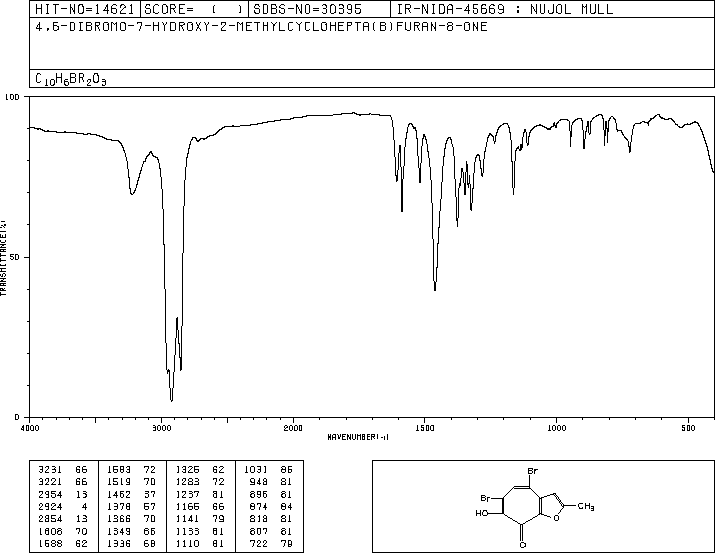 HIT-NO=14621 SCORE= ( ) SDBS-NO=30395 IR-NIDA-45669 : NUJOL MULL
4,6-DIBROMO-7-HYDROXY-2-METHYLCYCLOHEPTA(B)FURAN-8-ONE
C10H6BR2O3
100
50
0
TRANSMITTANCE(%)
4000 3000 2000 1500 1000 500
WAVENUMBER(-1)
3231 66 1583 72 1325 62 1031 86
3221 66 1519 70 1283 72 948 81
2954 13 1462 37 1237 81 896 81
2924 4 1378 57 1165 66 874 84
2854 13 1366 70 1141 79 818 81
1608 70 1349 66 1133 81 807 81
1588 62 1336 68 1110 81 722 79
Br
Br
HO
CH3
O
O